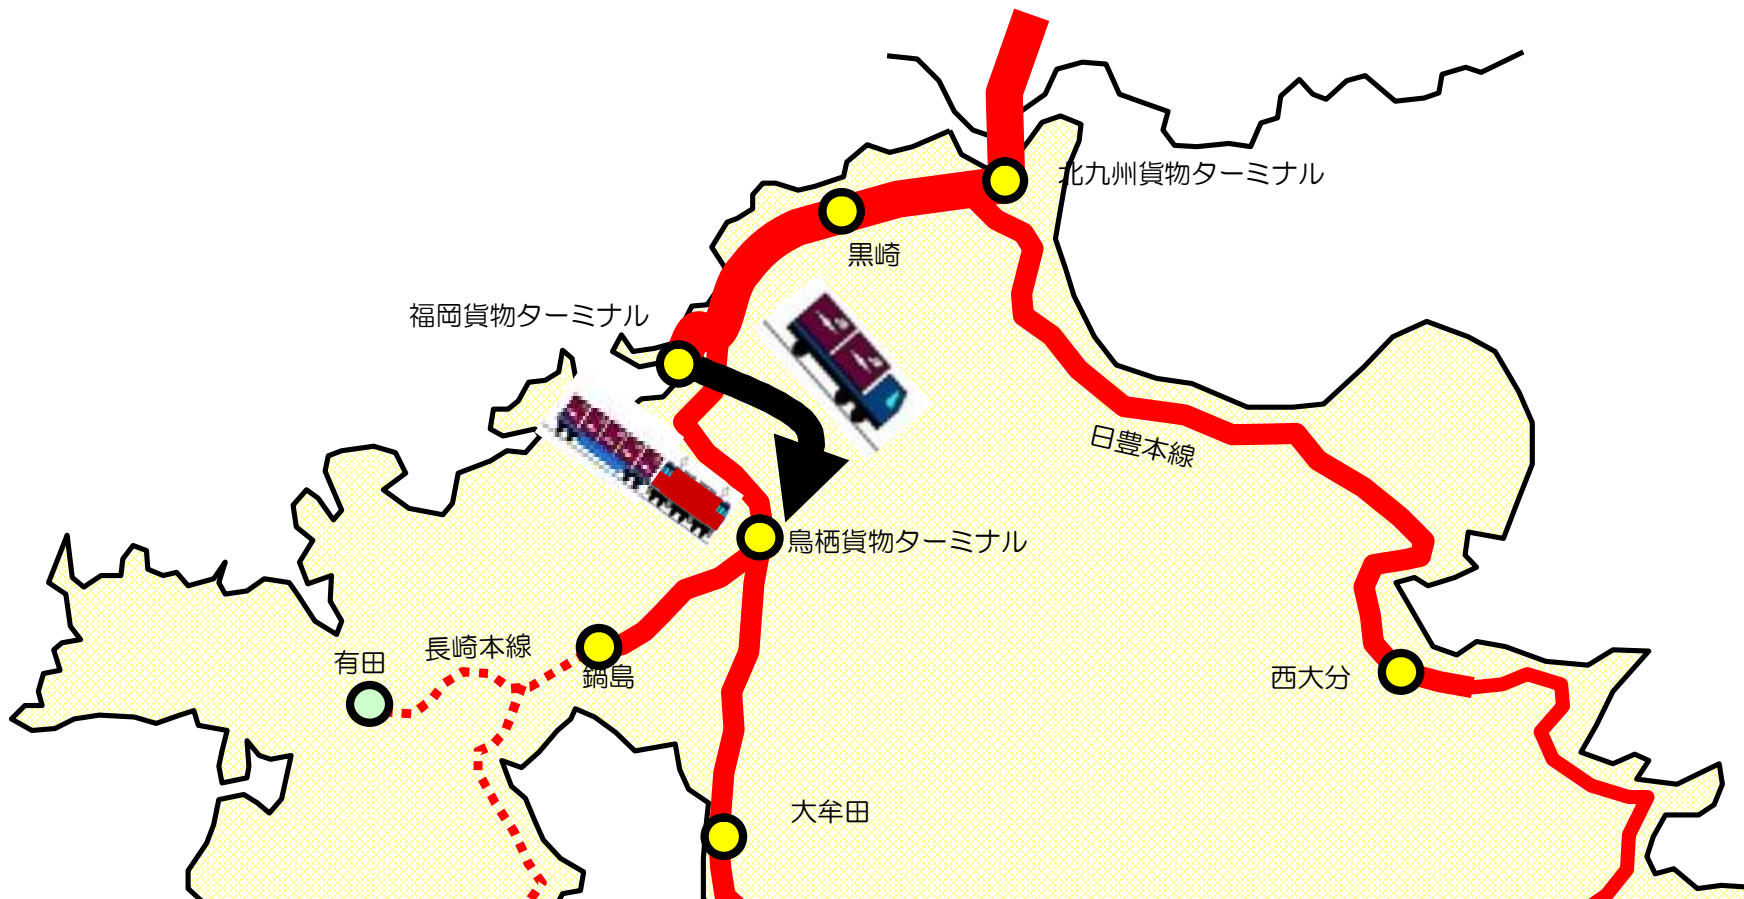 北九州貨物ターミナル
黒崎
福岡貨物ターミナル
日豊本線
鳥栖貨物ターミナル
長崎本線
有田
鍋島
西大分
大牟田